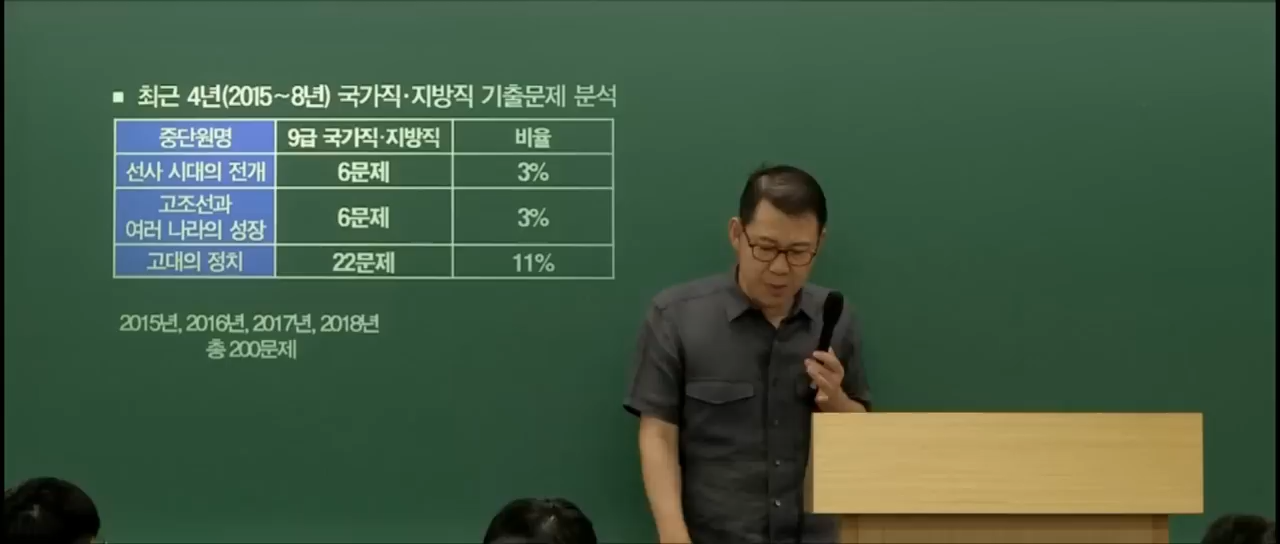 ▪ 최근 4년(2015~8년) 국가직·지방직 기출문제 분석
중단원명 9급 국가직·지방직 비율
선사 시대의 전개 6문제 3%
고조선과
여러 나라의 성장 6문제 3%
고대의 정치 22문제 11%
2015년, 2016년, 2017년, 2018년
총 200문제